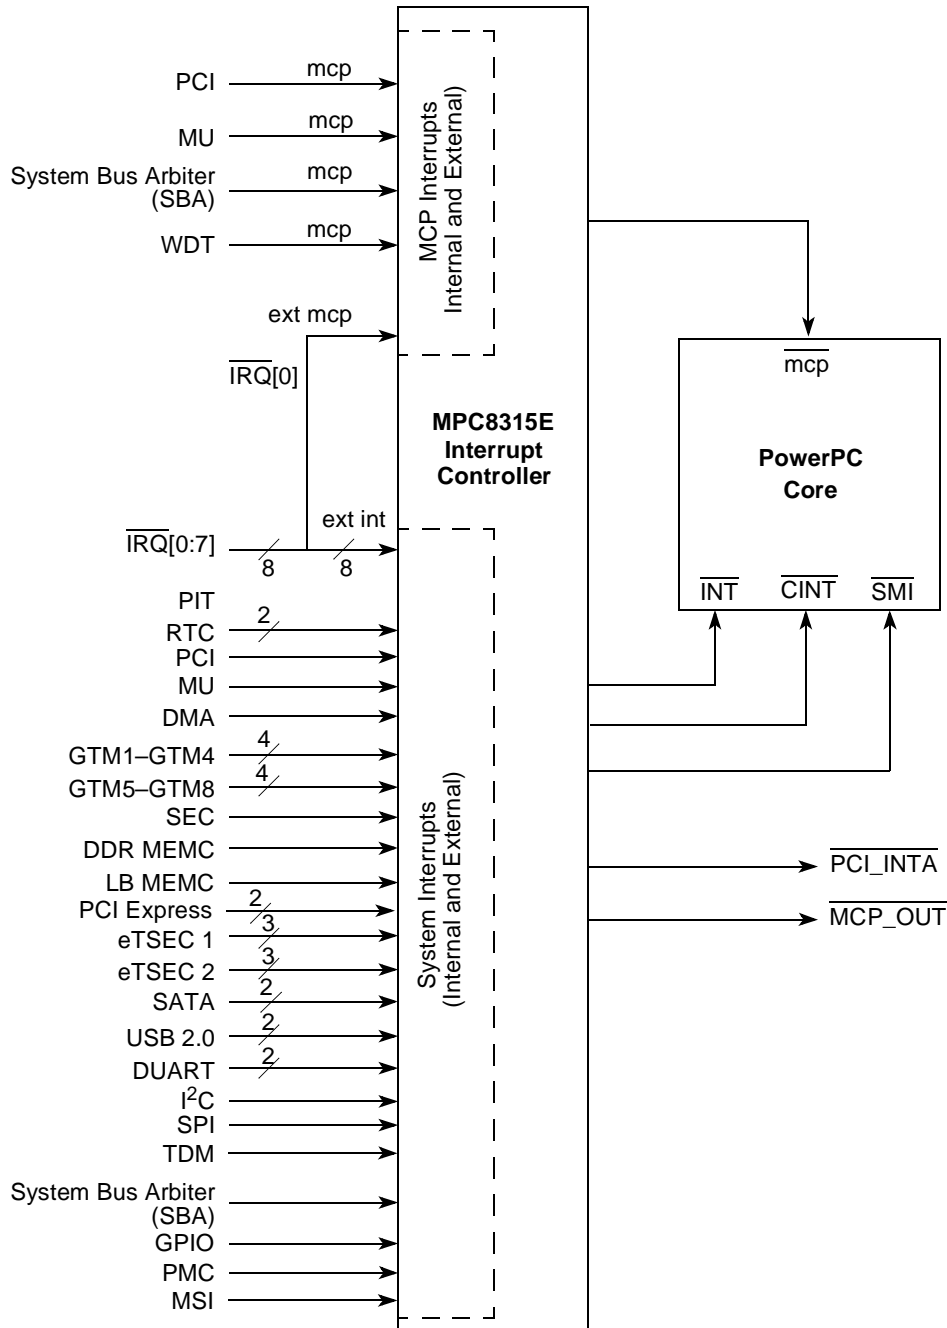 PCI
mcp
MU
mcp
System Bus Arbiter
(SBA)
mcp
WDT
mcp
ext mcp
IRQ[0]
MCP Interrupts
Internal and External)
MPC8315E
Interrupt
Controller
mcp
PowerPC
Core
INT
CINT
SMI
IRQ[0:7]
8
ext int
8
PIT
RTC
2
PCI
MU
DMA
GTM1–GTM4
4
GTM5–GTM8
4
SEC
DDR MEMC
LB MEMC
PCI Express
2
eTSEC 1
3
eTSEC 2
3
SATA
2
USB 2.0
2
DUART
2
I²C
SPI
TDM
System Bus Arbiter
(SBA)
GPIO
PMC
MSI
System Interrupts
(Internal and External)
PCI_INTA
MCP_OUT